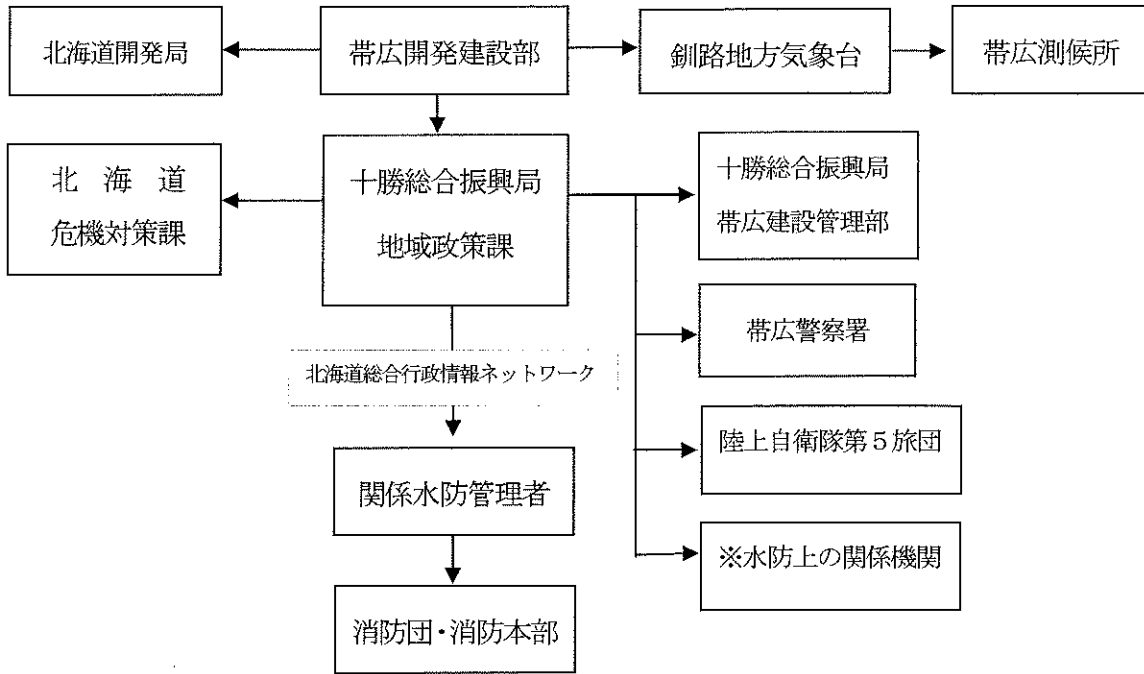 北海道開発局
帯広開発建設部
釧路地方気象台
帯広測候所
北　海　道
危機対策課
十勝総合振興局
地域政策課
十勝総合振興局
帯広建設管理部
帯広警察署
北海道総合行政情報ネットワーク
陸上自衛隊第５旅団
関係水防管理者
※水防上の関係機関
消防団・消防本部